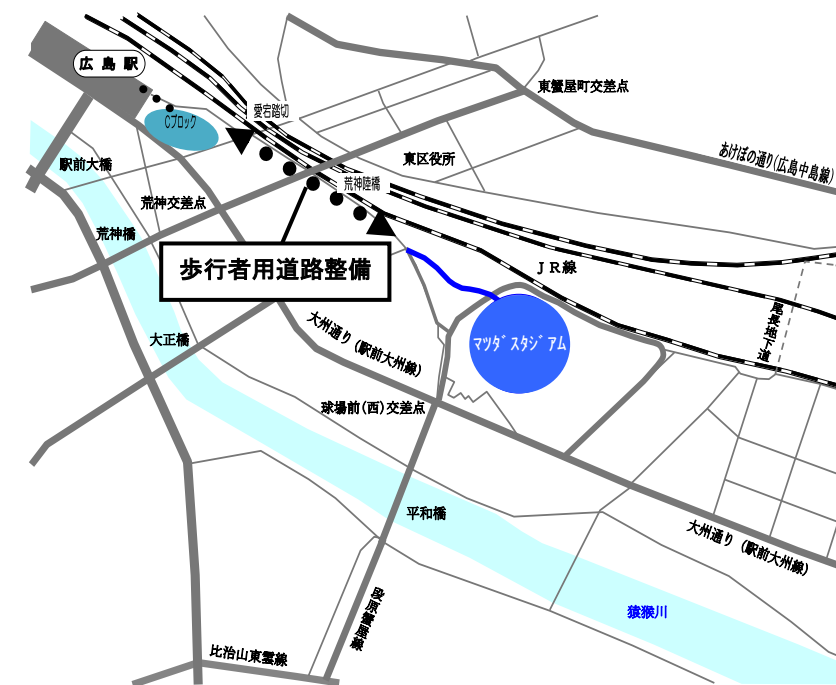 広島駅
Cブロック
愛宕踏切
東蟹屋町交差点
あけぼの通り(広島中島線)
駅前大橋
東区役所
荒神陸橋
荒神交差点
荒神橋
歩行者用道路整備
JR線
尾長地下道
大正橋
大州通り(駅前大州線)
マツダスタジアム
球場前(西)交差点
平和橋
大州通り(駅前大州線)
段原蟹屋線
猿猴川
比治山東雲線